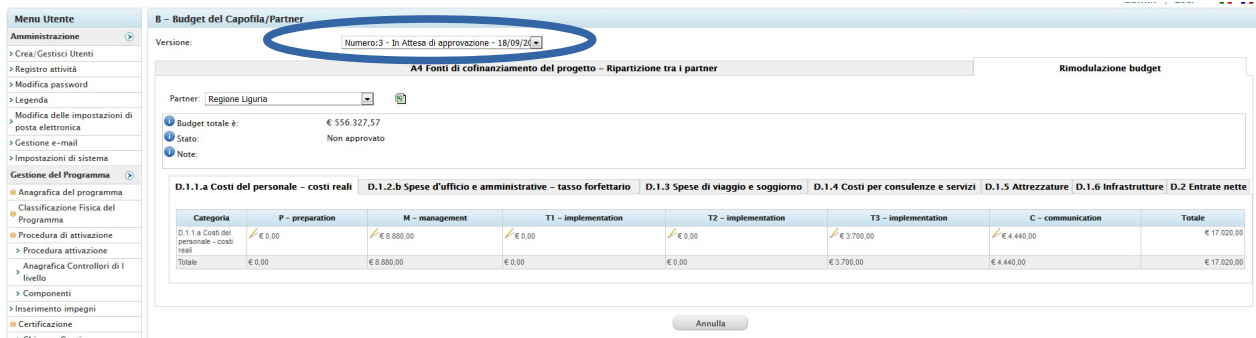 Menu Utente
Amministrazione
Crea/Gestisci Utenti
Registro attività
Modifica password
Legenda
Modifica delle impostazioni di
posta elettronica
Gestione e-mail
Impostazioni di sistema
Gestione del Programma
Anagrafica del programma
Classificazione Fisica del
Programma
Procedura di attivazione
Procedura attivazione
Anagrafica Controllori di I
livello
Componenti
Inserimento impegni
Certificazione
B - Budget del Capofila/Partner
Versione: Numero:3 - In Attesa di approvazione - 18/09/20
A4 Fonti di cofinanziamento del progetto - Ripartizione tra i partner Rimodulazione budget
Partner: Regione Liguria
Budget totale è: € 556.327,57
Stato: Non approvato
Note:
D.1.1.a Costi del personale - costi reali D.1.2.b Spese d'ufficio e amministrative - tasso forfettario D.1.3 Spese di viaggio e soggiorno D.1.4 Costi per consulenze e servizi D.1.5 Attrezzature D.1.6 Infrastrutture D.2 Entrate nette
Categoria P - preparation M - management T1 - implementation T2 - implementation T3 - implementation C - communication Totale
D.1.1.a Costi del
personale - costi
reali
€ 0,00 € 8.880,00 € 0,00 € 0,00 € 3.700,00 € 4.440,00 € 17.020,00
Totale € 0,00 € 8.880,00 € 0,00 € 0,00 € 3.700,00 € 4.440,00 € 17.020,00
Annulla